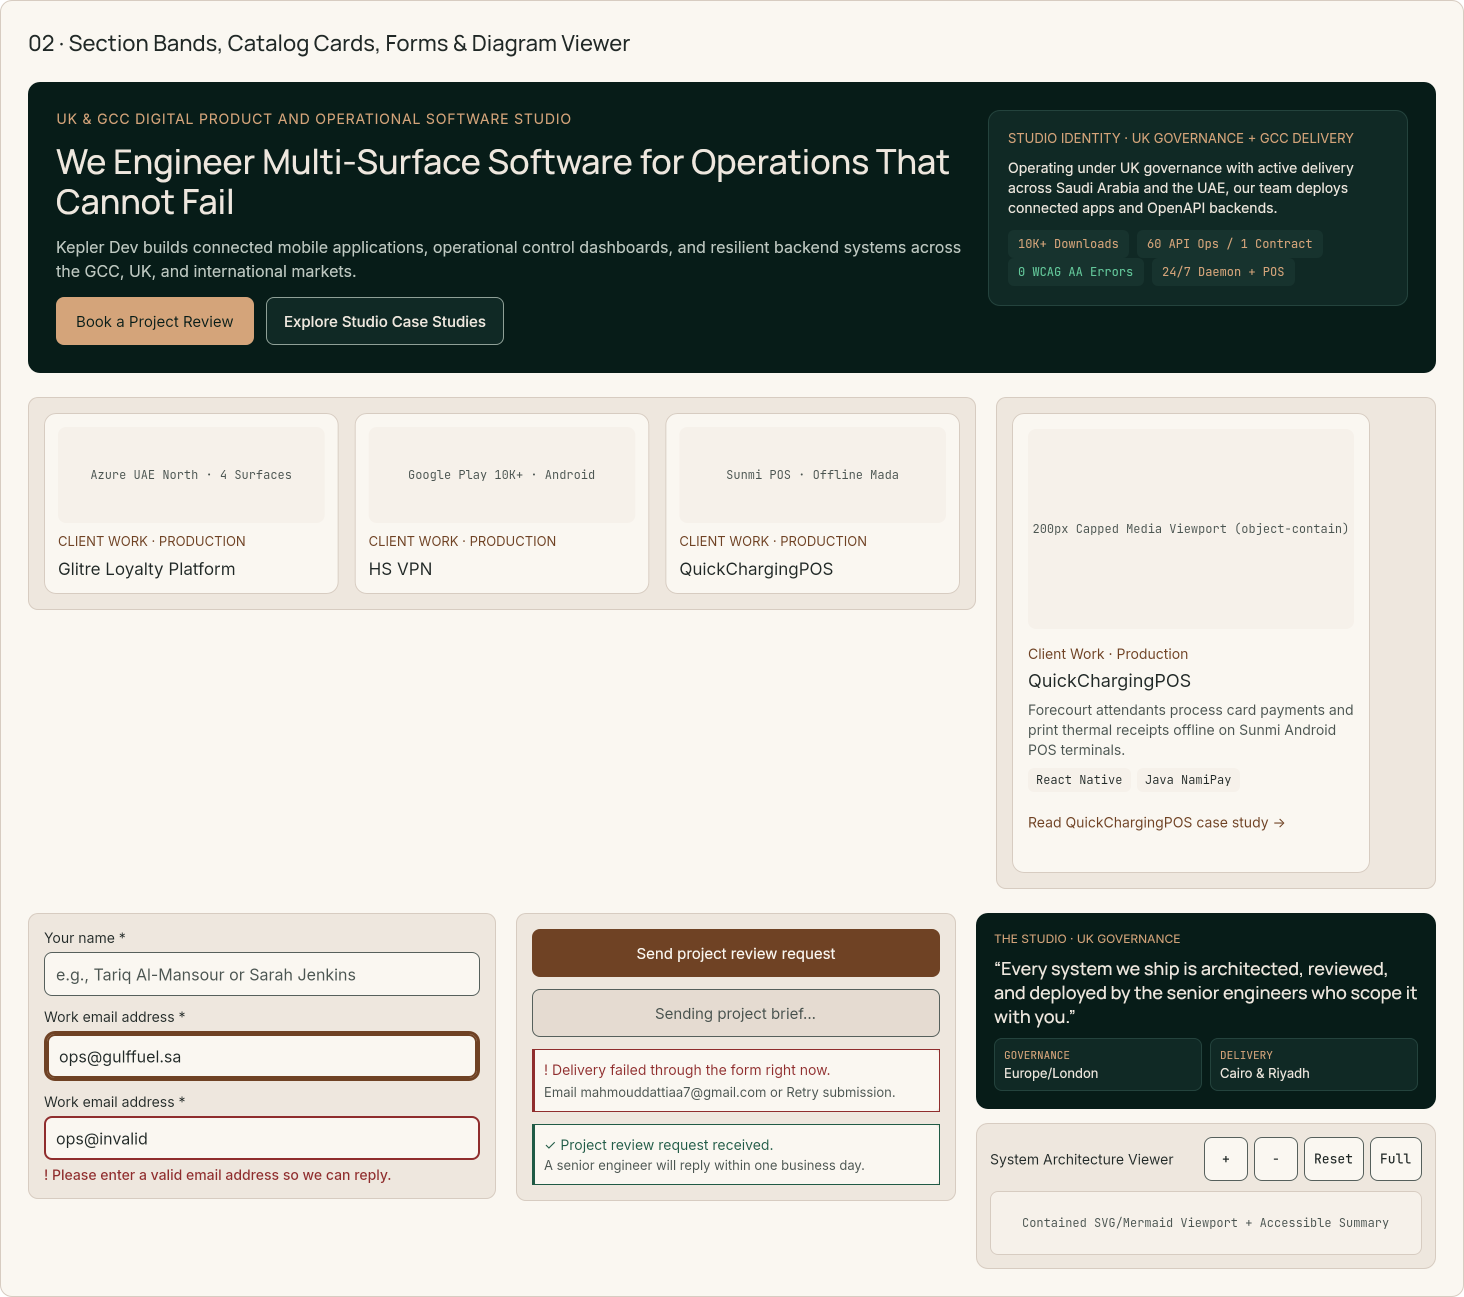 02 · Section Bands, Catalog Cards, Forms & Diagram Viewer
UK & GCC DIGITAL PRODUCT AND OPERATIONAL SOFTWARE STUDIO
We Engineer Multi-Surface Software for Operations That
Cannot Fail
Kepler Dev builds connected mobile applications, operational control dashboards, and resilient backend systems across
the GCC, UK, and international markets.
Book a Project Review
Explore Studio Case Studies
STUDIO IDENTITY · UK GOVERNANCE + GCC DELIVERY
Operating under UK governance with active delivery
across Saudi Arabia and the UAE, our team deploys
connected apps and OpenAPI backends.
10K+ Downloads
60 API Ops / 1 Contract
0 WCAG AA Errors
24/7 Daemon + POS
Azure UAE North · 4 Surfaces
CLIENT WORK · PRODUCTION
Glitre Loyalty Platform
Google Play 10K+ · Android
CLIENT WORK · PRODUCTION
HS VPN
Sunmi POS · Offline Mada
CLIENT WORK · PRODUCTION
QuickChargingPOS
200px Capped Media Viewport (object-contain)
Client Work · Production
QuickChargingPOS
Forecourt attendants process card payments and
print thermal receipts offline on Sunmi Android
POS terminals.
React Native
Java NamiPay
Read QuickChargingPOS case study →
Your name *
e.g., Tariq Al-Mansour or Sarah Jenkins
Work email address *
ops@gulffuel.sa
Work email address *
ops@invalid
! Please enter a valid email address so we can reply.
Send project review request
Sending project brief...
! Delivery failed through the form right now.
Email mahmouddattiaa7@gmail.com or Retry submission.
✓ Project review request received.
A senior engineer will reply within one business day.
THE STUDIO · UK GOVERNANCE
“Every system we ship is architected, reviewed,
and deployed by the senior engineers who scope it
with you.”
GOVERNANCE
Europe/London
DELIVERY
Cairo & Riyadh
System Architecture Viewer
+
-
Reset
Full
Contained SVG/Mermaid Viewport + Accessible Summary